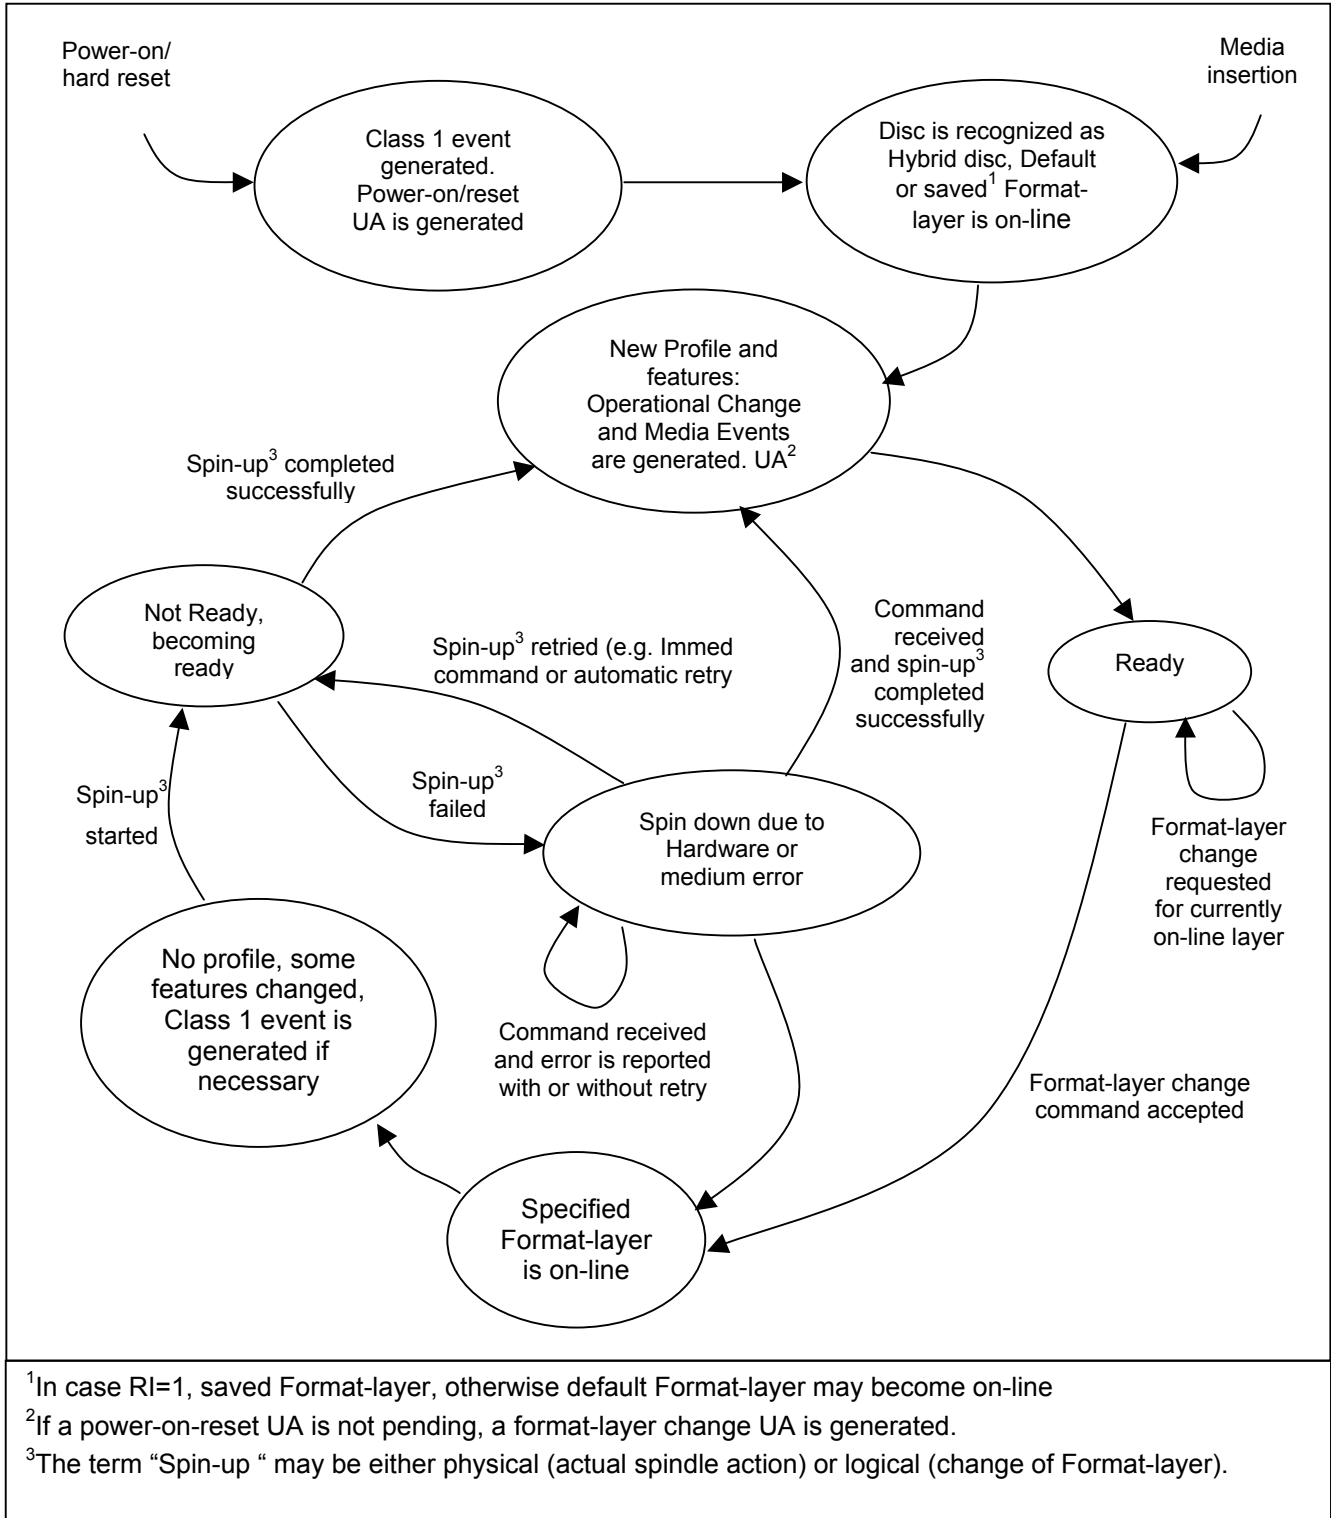 Power-on/
hard reset
Media
insertion
Class 1 event
generated.
Power-on/reset
UA is generated
Disc is recognized as
Hybrid disc, Default
or saved¹ Format-
layer is on-line
New Profile and
features:
Operational Change
and Media Events
are generated. UA²
Spin-up³ completed
successfully
Not Ready,
becoming
ready
Spin-up³ retried (e.g. Immed
command or automatic retry
Command
received
and spin-up³
completed
successfully
Ready
Spin-up³
started
Spin-up³
failed
Spin down due to
Hardware or
medium error
Format-layer
change
requested
for currently
on-line layer
No profile, some
features changed,
Class 1 event is
generated if
necessary
Command received
and error is reported
with or without retry
Format-layer change
command accepted
Specified
Format-layer
is on-line
¹In case RI=1, saved Format-layer, otherwise default Format-layer may become on-line
²If a power-on-reset UA is not pending, a format-layer change UA is generated.
³The term “Spin-up “ may be either physical (actual spindle action) or logical (change of Format-layer).